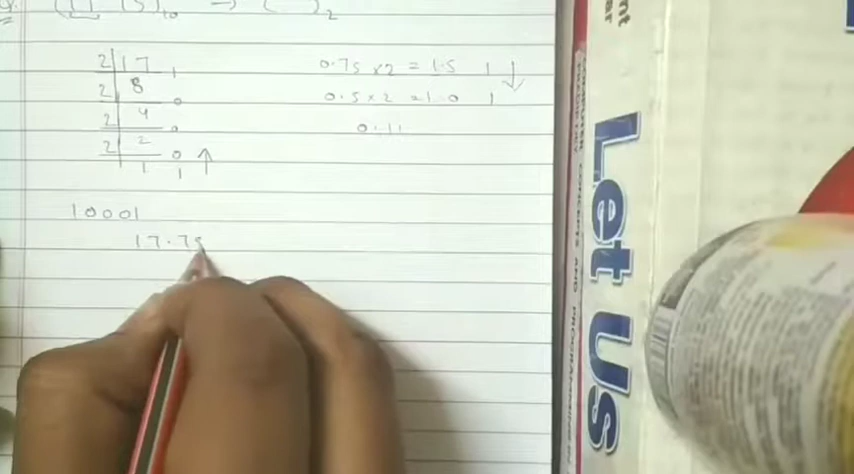 (17.75)10 → ( )2
2|17 1
2|8 0
2|4 0
2|2 0
1 1 ↑
10001
17.75
0.75 x2 = 1.5 1 ↓
0.5 x 2 = 1.0 1
0.11
Let Us